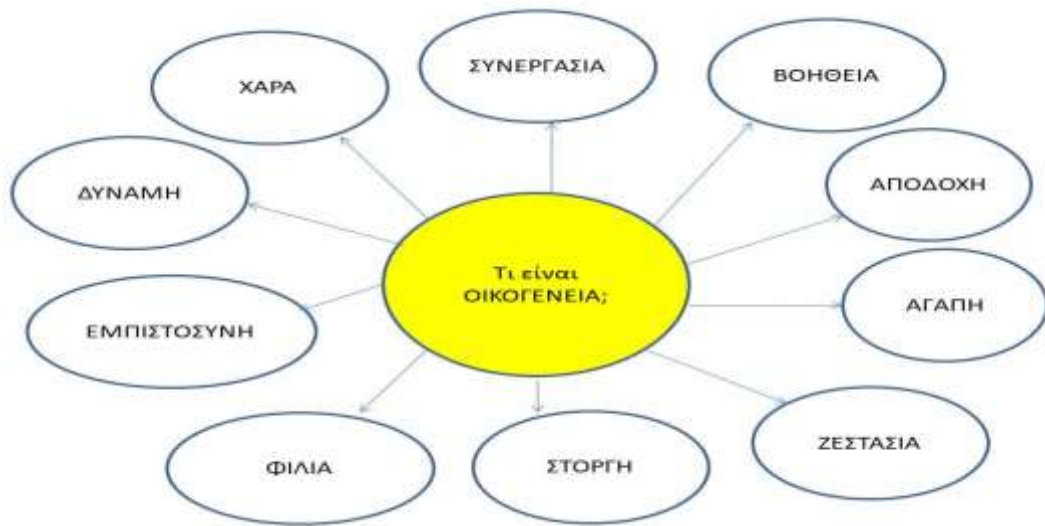 ΣΥΝΕΡΓΑΣΙΑ
ΒΟΗΘΕΙΑ
ΧΑΡΑ
ΑΠΟΔΟΧΗ
ΔΥΝΑΜΗ
Τι είναι
ΟΙΚΟΓΕΝΕΙΑ;
ΑΓΑΠΗ
ΕΜΠΙΣΤΟΣΥΝΗ
ΖΕΣΤΑΣΙΑ
ΦΙΛΙΑ
ΣΤΟΡΓΗ